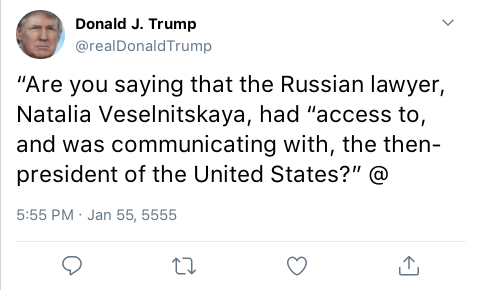 Donald J. Trump
@realDonaldTrump
“Are you saying that the Russian lawyer,
Natalia Veselnitskaya, had “access to,
and was communicating with, the then-
president of the United States?” @
5:55 PM · Jan 55, 5555